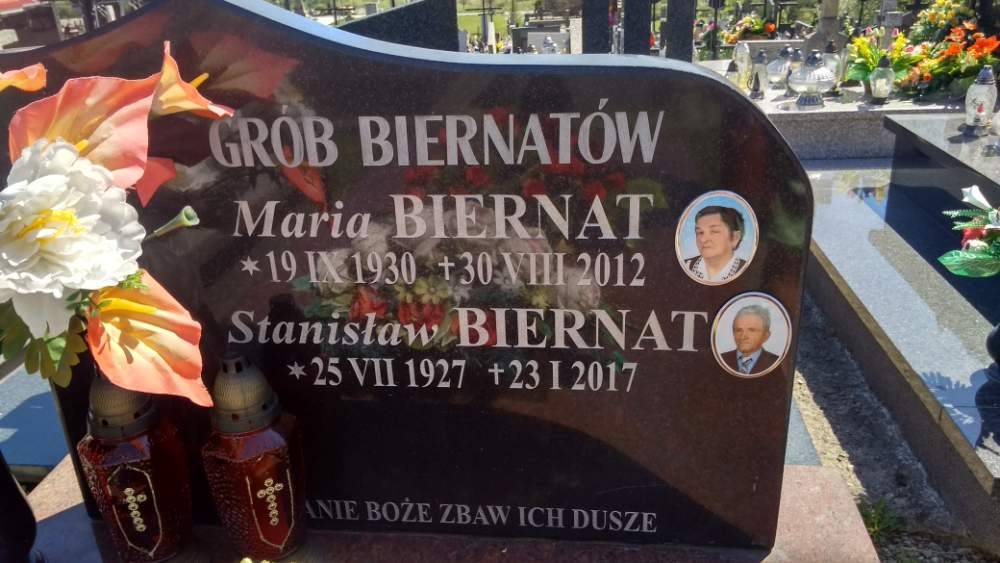 GRÓB BIERNATÓW
Maria BIERNAT
* 19 IX 1930 + 30 VIII 2012
Stanisław BIERNAT
* 25 VII 1927 + 23 I 2017
ANIE BOŻE ZBAW ICH DUSZE